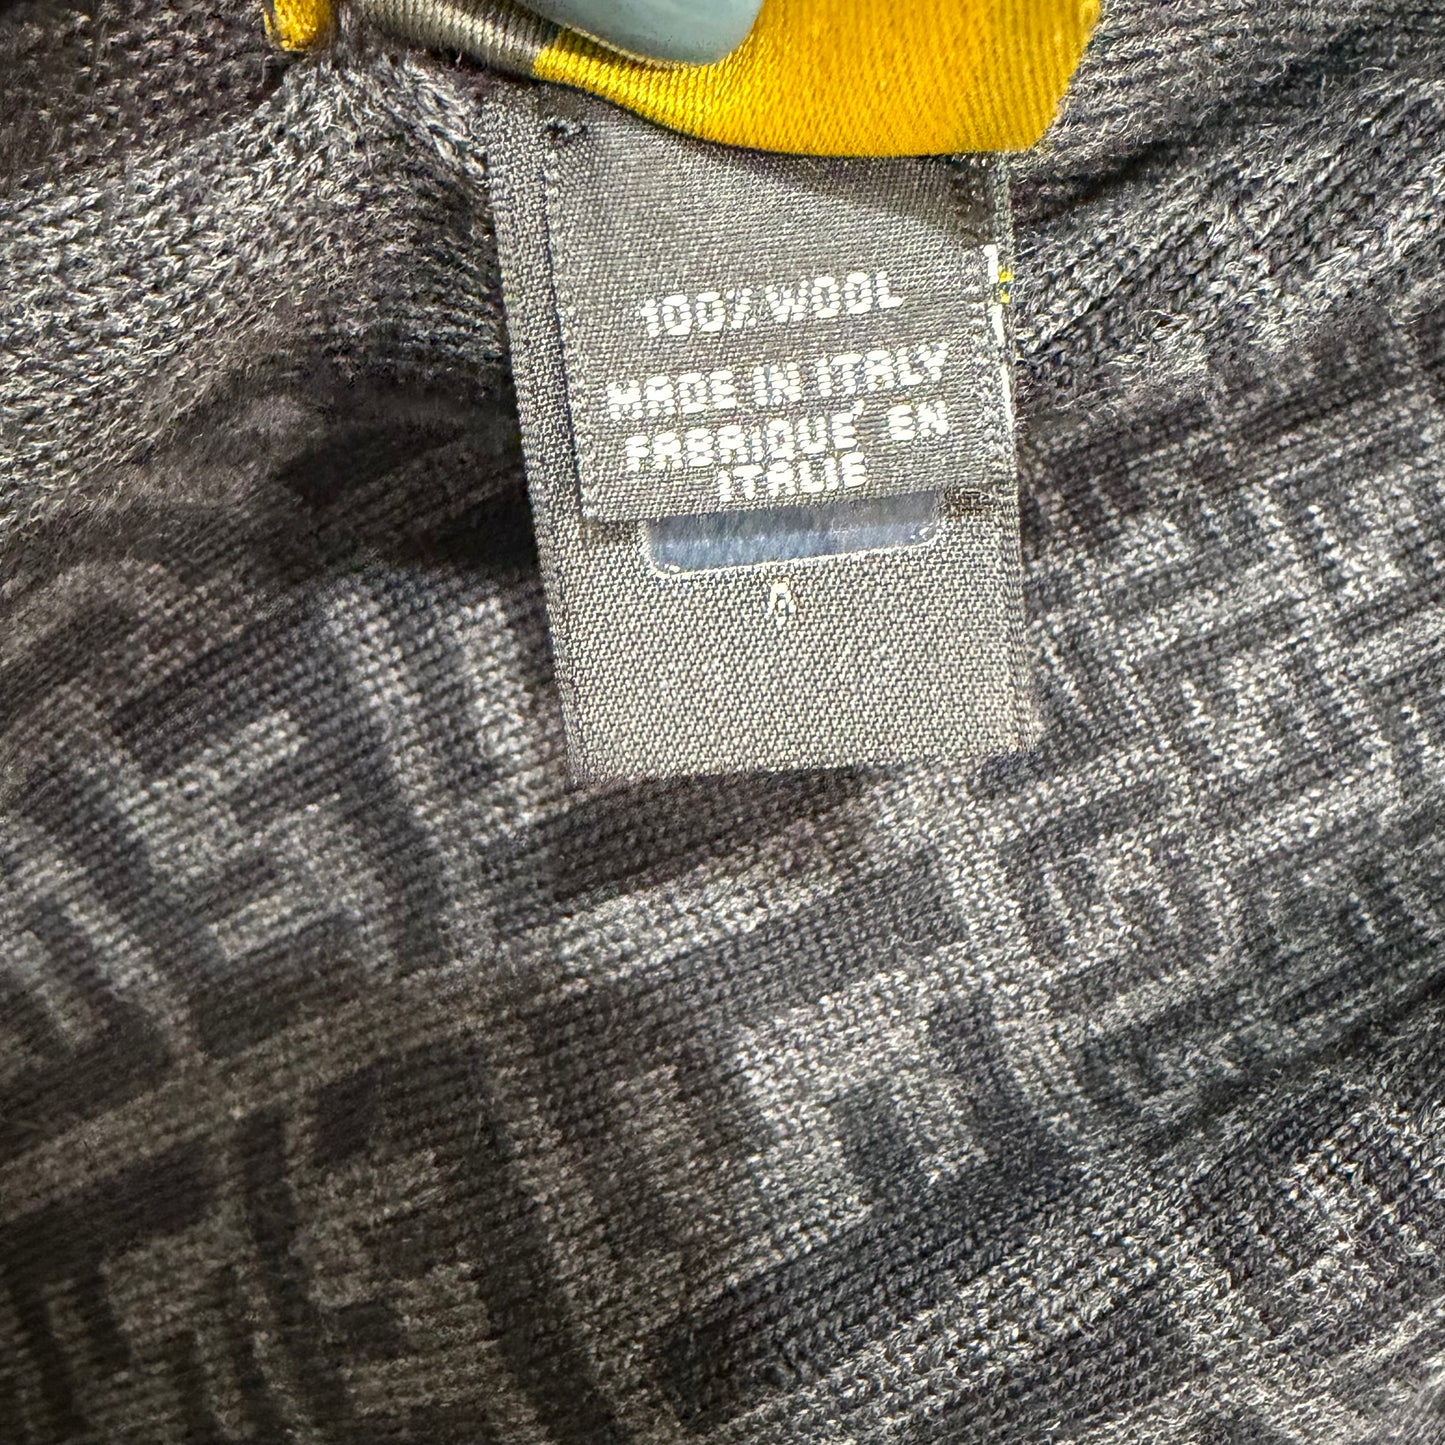 100% WOOL
MADE IN ITALY
FABRIQUE' EN
ITALIE
A